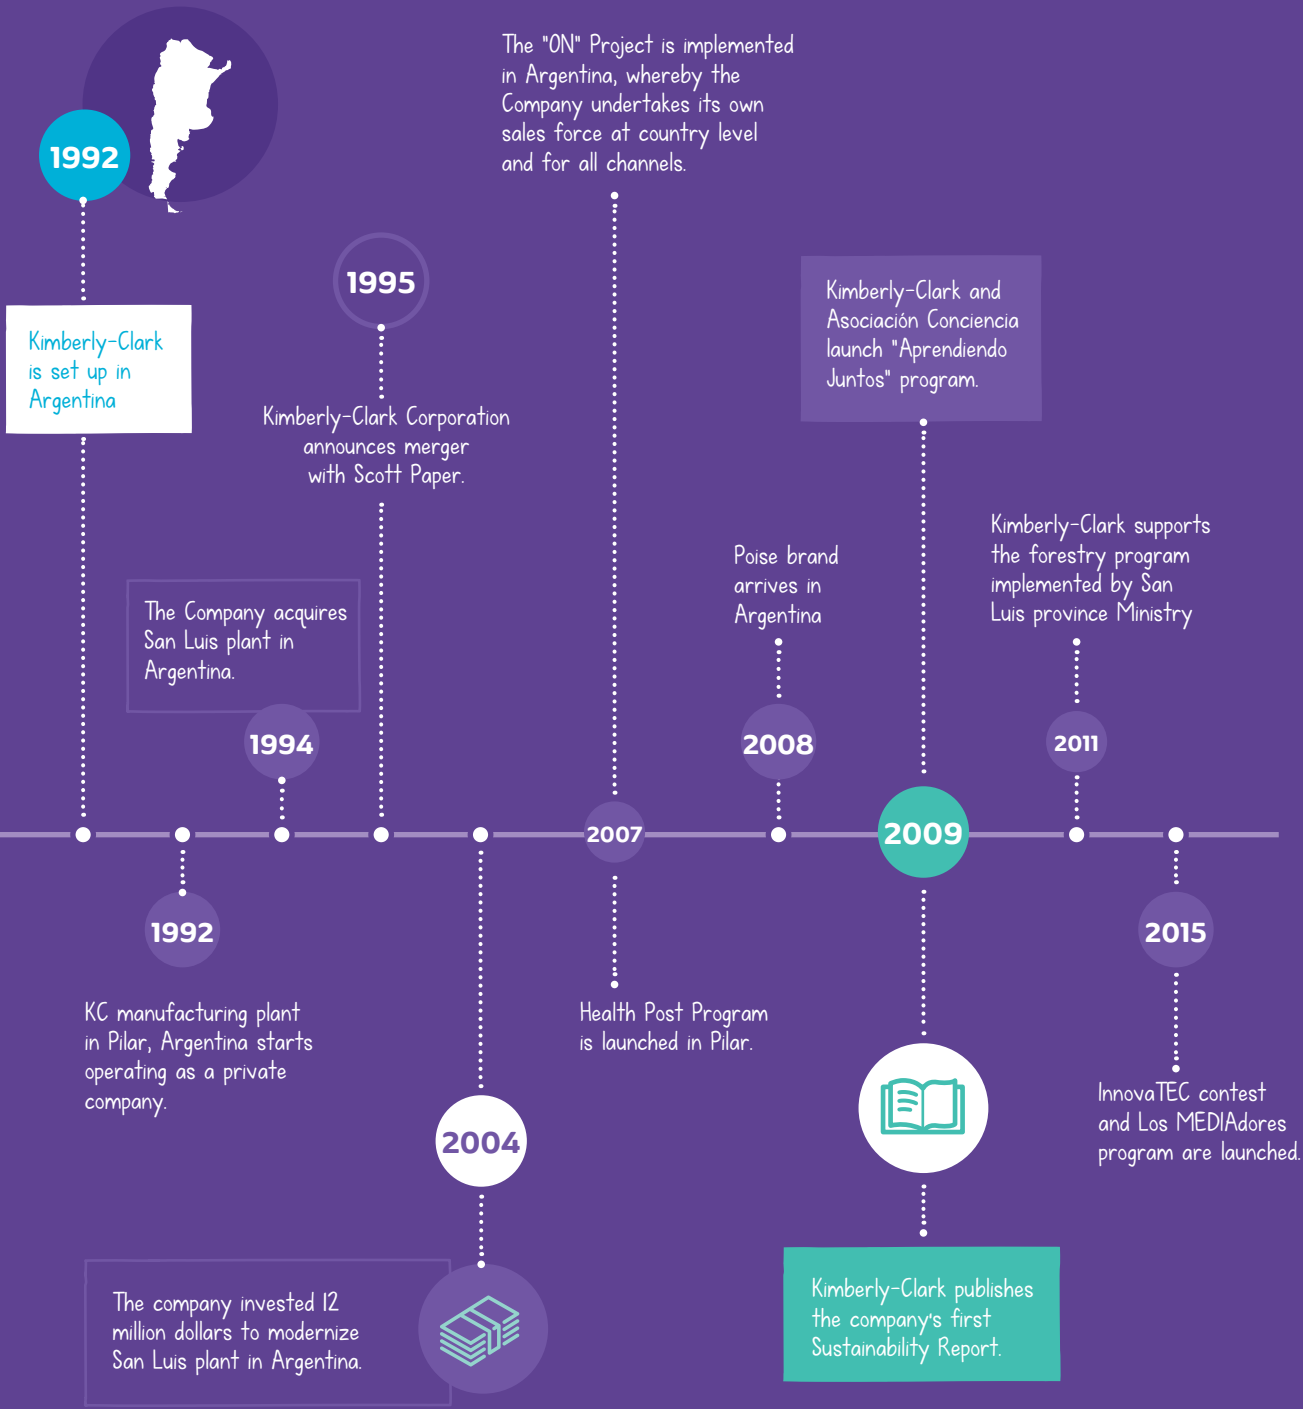 1992
Kimberly-Clark
is set up in
Argentina
1992
KC manufacturing plant
in Pilar, Argentina starts
operating as a private
company.
The Company acquires
San Luis plant in
Argentina.
1994
1995
Kimberly-Clark Corporation
announces merger
with Scott Paper.
2004
The company invested 12
million dollars to modernize
San Luis plant in Argentina.
The "ON" Project is implemented
in Argentina, whereby the
Company undertakes its own
sales force at country level
and for all channels.
2007
Health Post Program
is launched in Pilar.
Poise brand
arrives in
Argentina
2008
Kimberly-Clark and
Asociación Conciencia
launch "Aprendiendo
Juntos" program.
2009
Kimberly-Clark publishes
the company's first
Sustainability Report.
Kimberly-Clark supports
the forestry program
implemented by San
Luis province Ministry
2011
2015
InnovaTEC contest
and Los MEDIAdores
program are launched.